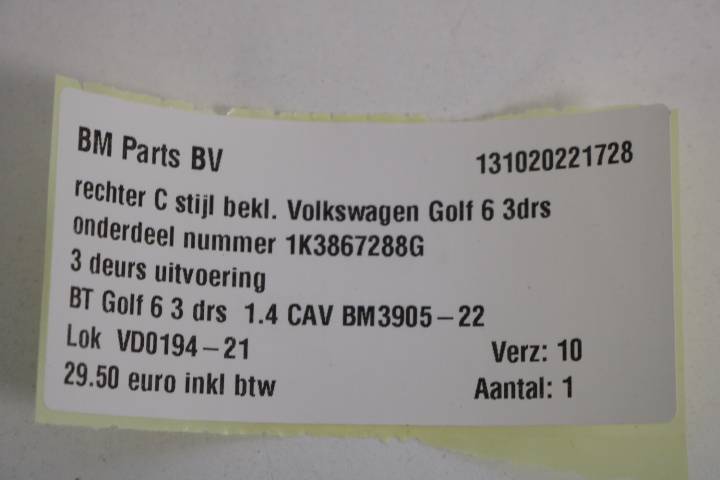 BM Parts BV 131020221728
rechter C stijl bekl. Volkswagen Golf 6 3drs
onderdeel nummer 1K3867288G
3 deurs uitvoering
BT Golf 6 3 drs 1.4 CAV BM3905-22
Lok VD0194-21 Verz: 10
29.50 euro inkl btw Aantal: 1